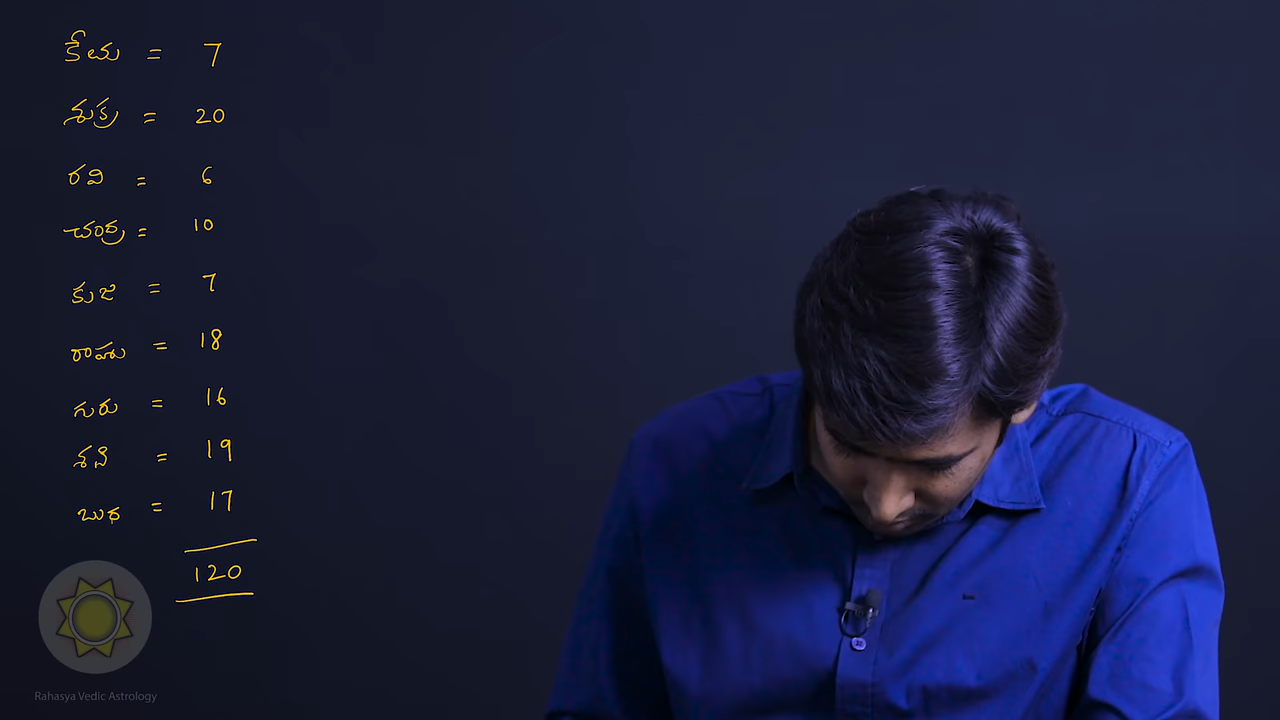 కేతు = 7
శుక్ర = 20
రవి = 6
చంద్ర = 10
కుజ = 7
రాహు = 18
గురు = 16
శని = 19
బుధ = 17
120
Rahasya Vedic Astrology